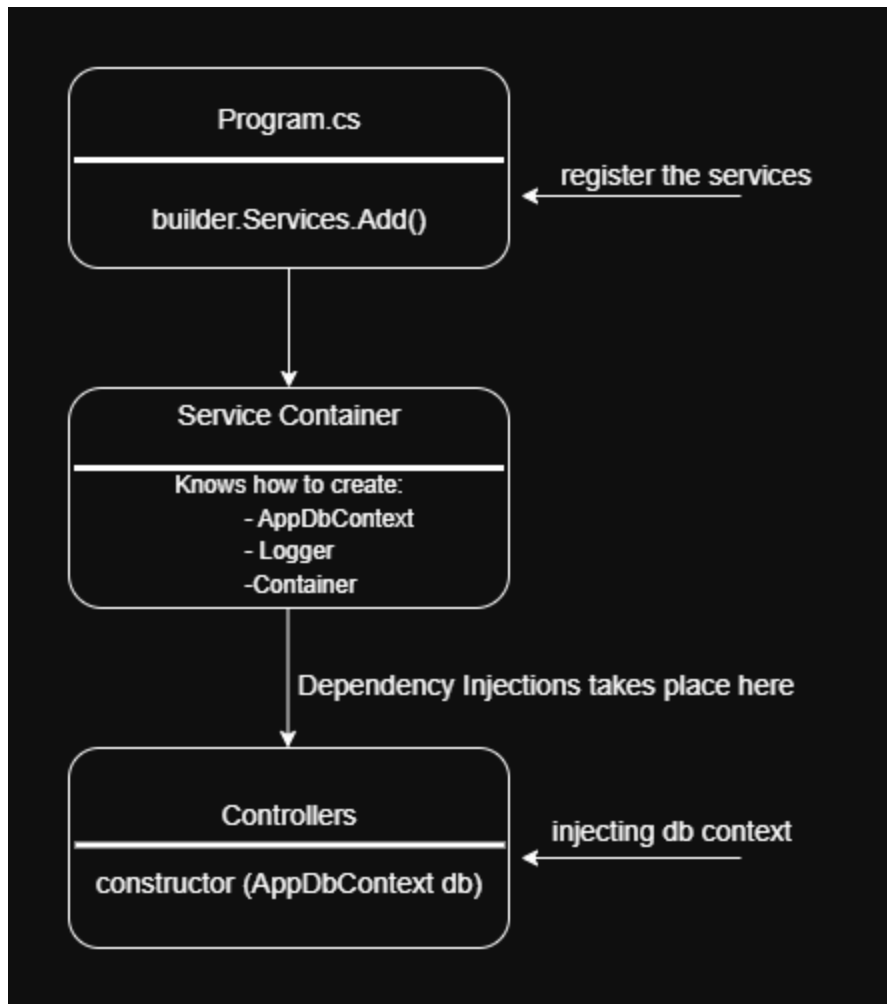 Program.cs
register the services
builder.Services.Add()
Service Container
Knows how to create:
- AppDbContext
- Logger
-Container
Dependency Injections takes place here
Controllers
injecting db context
constructor (AppDbContext db)